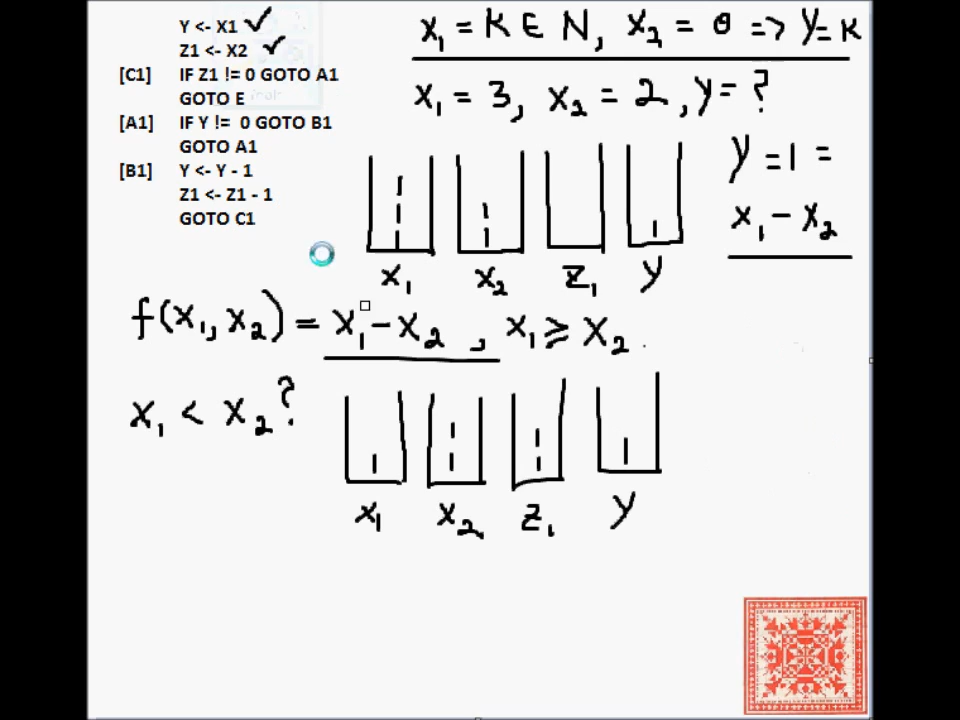 Y <- X1 ✓
Z1 <- X2 ✓
[C1] IF Z1 != 0 GOTO A1
GOTO E
[A1] IF Y != 0 GOTO B1
GOTO A1
[B1] Y <- Y - 1
Z1 <- Z1 - 1
GOTO C1
x₁ = K ∈ N, x₂ = 0 => y = K
x₁ = 3, x₂ = 2, y = ?
y = 1 =
x₁ - x₂
x₁ x₂ z₁ y
f(x₁, x₂) = x₁ - x₂, x₁ ⩾ x₂.
x₁ < x₂?
x₁ x₂ z₁ y